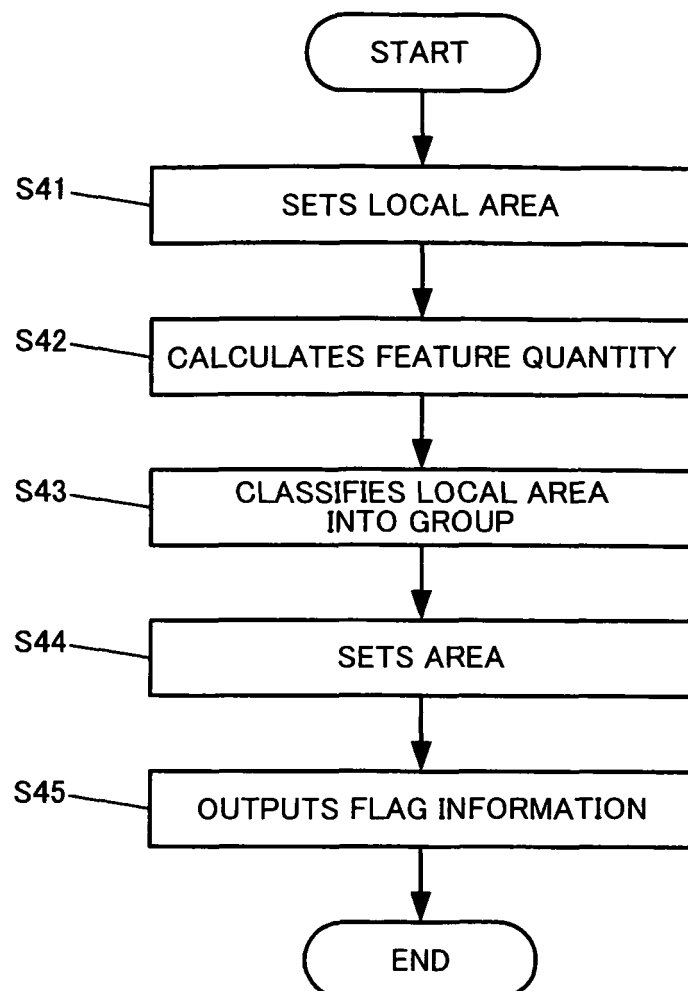 START
S41
SETS LOCAL AREA
S42
CALCULATES FEATURE QUANTITY
S43
CLASSIFIES LOCAL AREA
INTO GROUP
S44
SETS AREA
S45
OUTPUTS FLAG INFORMATION
END